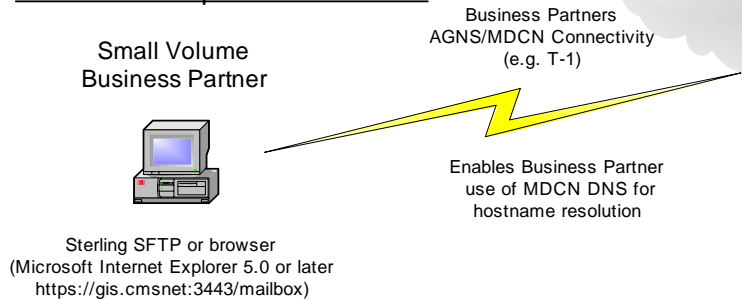 Business Partners
AGNS/MDCN Connectivity
(e.g. T-1)
Small Volume
Business Partner
Enables Business Partner
use of MDCN DNS for
hostname resolution
Sterling SFTP or browser
(Microsoft Internet Explorer 5.0 or later
https://gis.cmsnet:3443/mailbox)